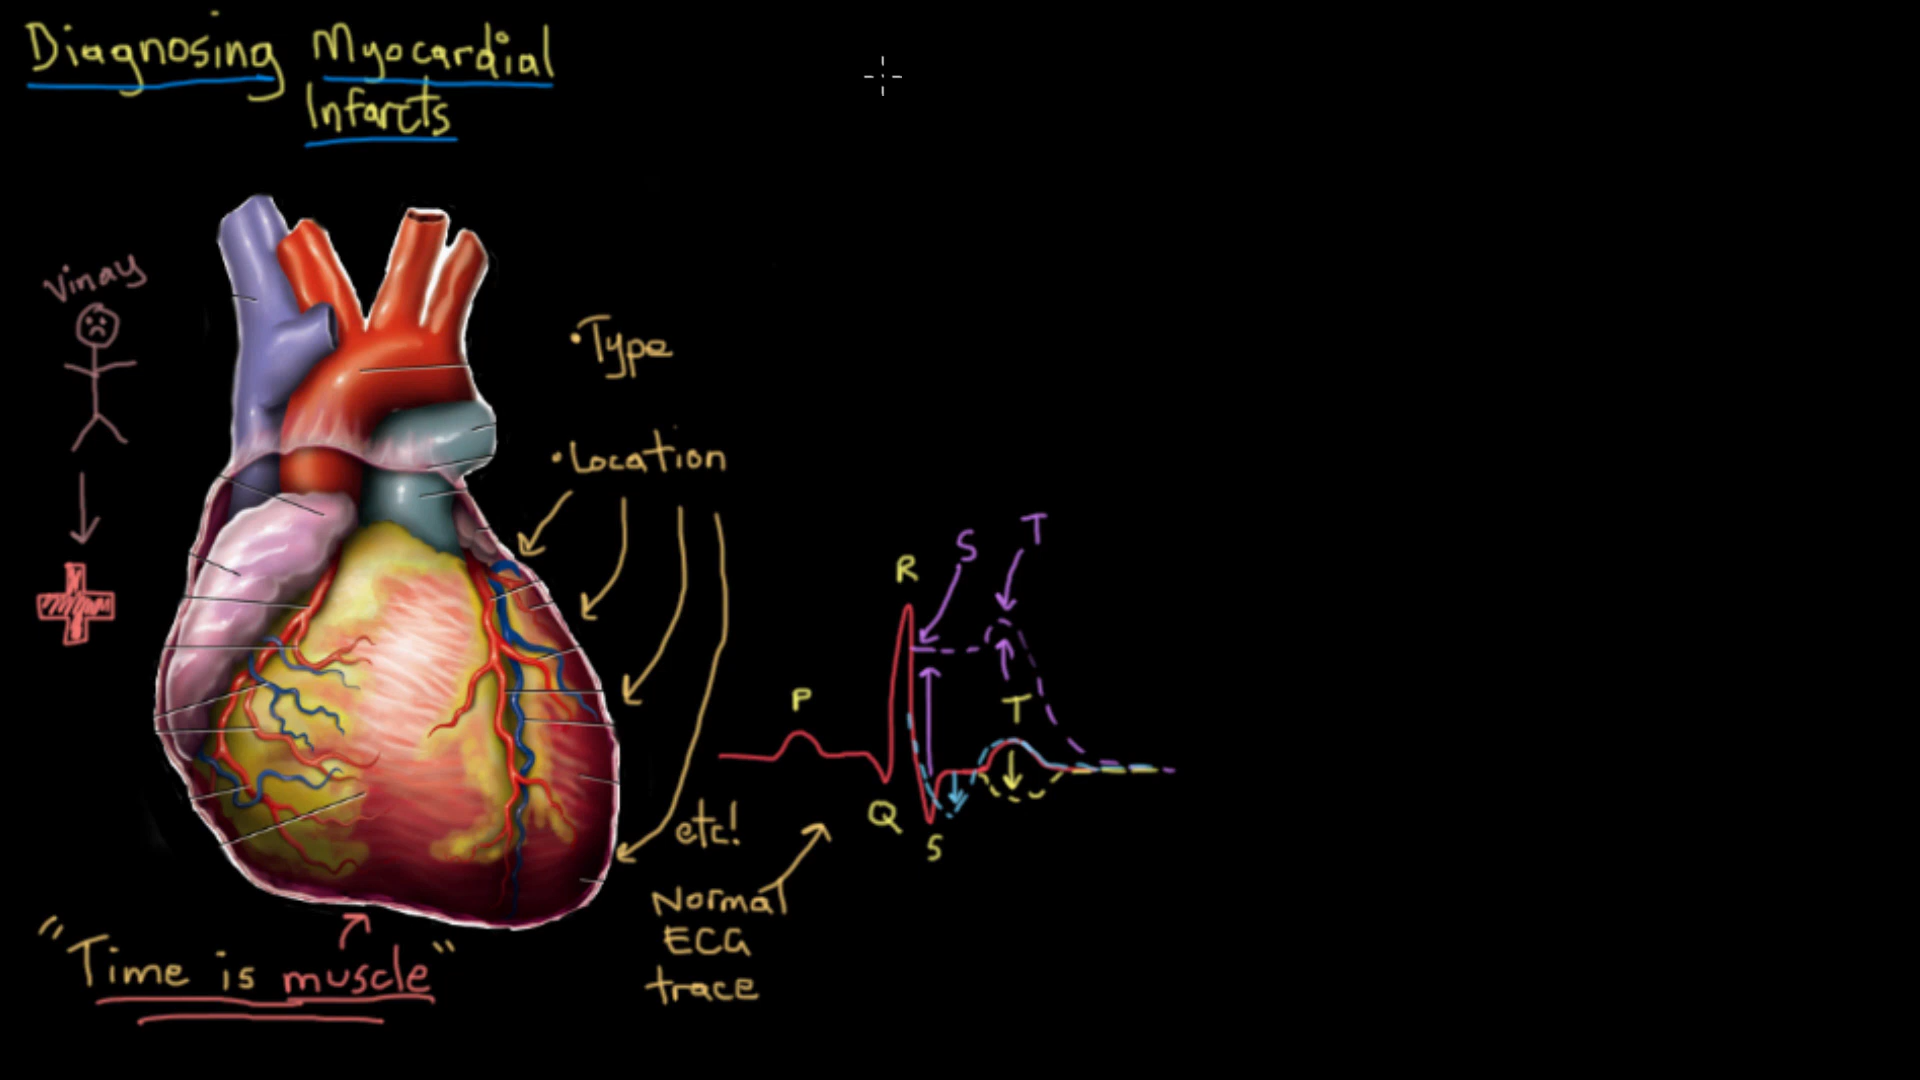 Diagnosing Myocardial
Infarcts
Vinay
• Type
• Location
etc!
Normal
ECG
trace
"Time is muscle"
S
T
R
P
T
Q
S